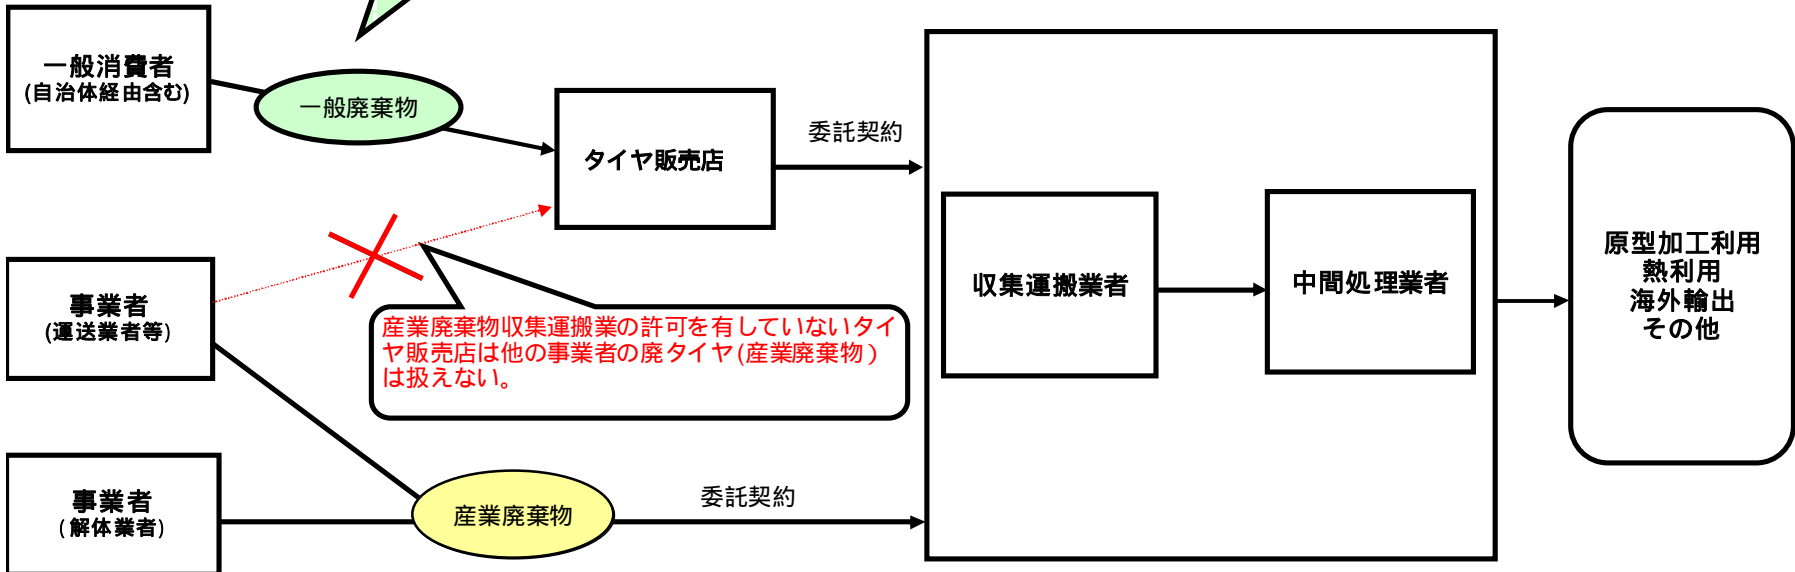 一般消費者
(自治体経由含む)
一般廃棄物
タイヤ販売店
委託契約
事業者
(運送業者等)
産業廃棄物収集運搬業の許可を有していないタイ
ヤ販売店は他の事業者の廃タイヤ(産業廃棄物)
は扱えない。
事業者
(解体業者)
産業廃棄物
委託契約
収集運搬業者
中間処理業者
原型加工利用
熱利用
海外輸出
その他